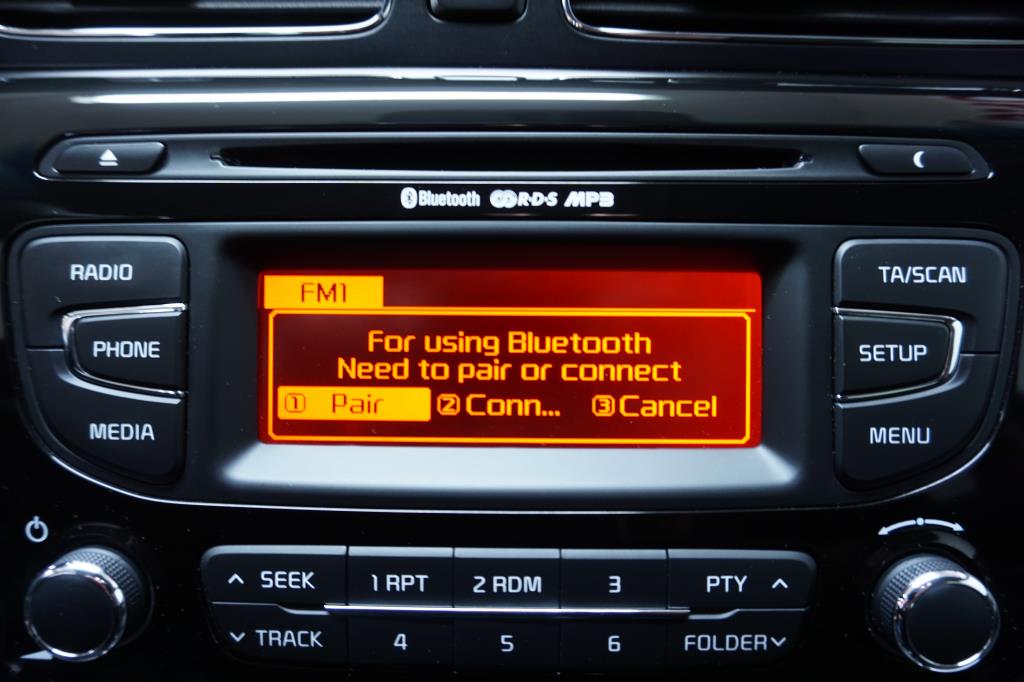 Bluetooth R·D·S MP3
RADIO
PHONE
MEDIA
FM1
For using Bluetooth
Need to pair or connect
1 Pair 2 Conn... 3 Cancel
TA/SCAN
SETUP
MENU
SEEK 1 RPT 2 RDM 3 PTY
TRACK 4 5 6 FOLDER